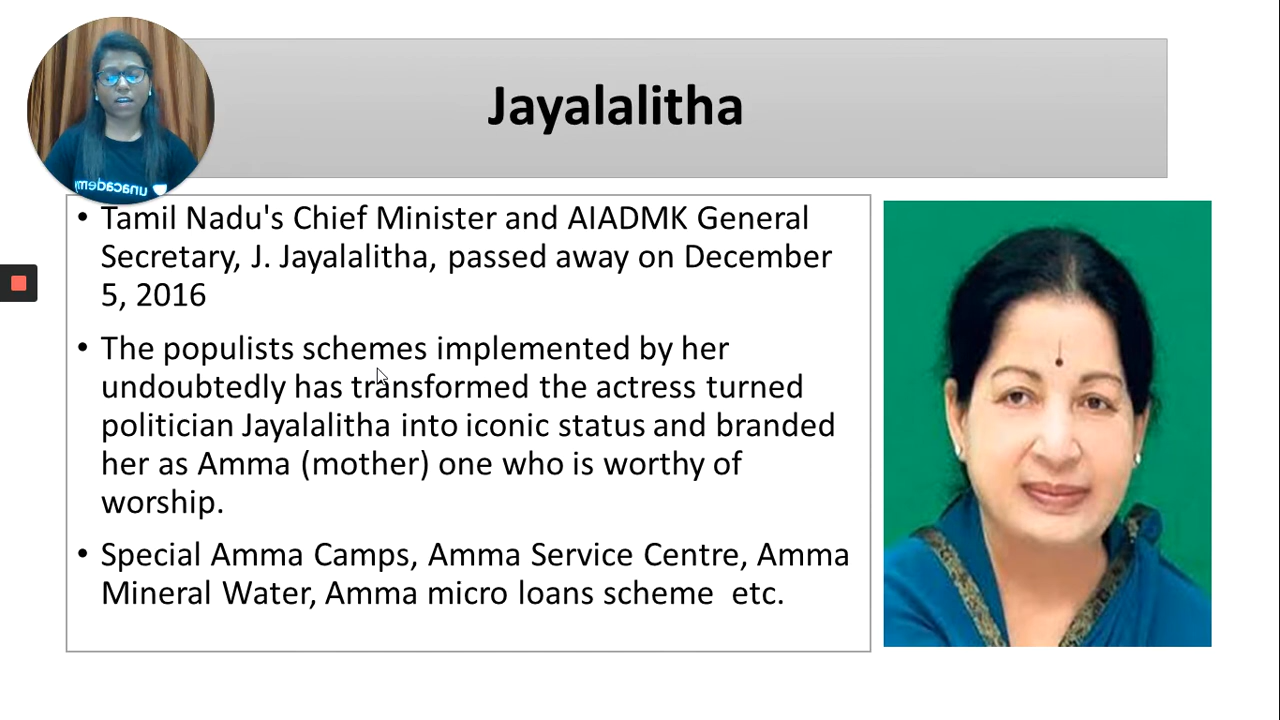 Jayalalitha
unacadem
• Tamil Nadu's Chief Minister and AIADMK General
Secretary, J. Jayalalitha, passed away on December
5, 2016
• The populists schemes implemented by her
undoubtedly has transformed the actress turned
politician Jayalalitha into iconic status and branded
her as Amma (mother) one who is worthy of
worship.
• Special Amma Camps, Amma Service Centre, Amma
Mineral Water, Amma micro loans scheme  etc.